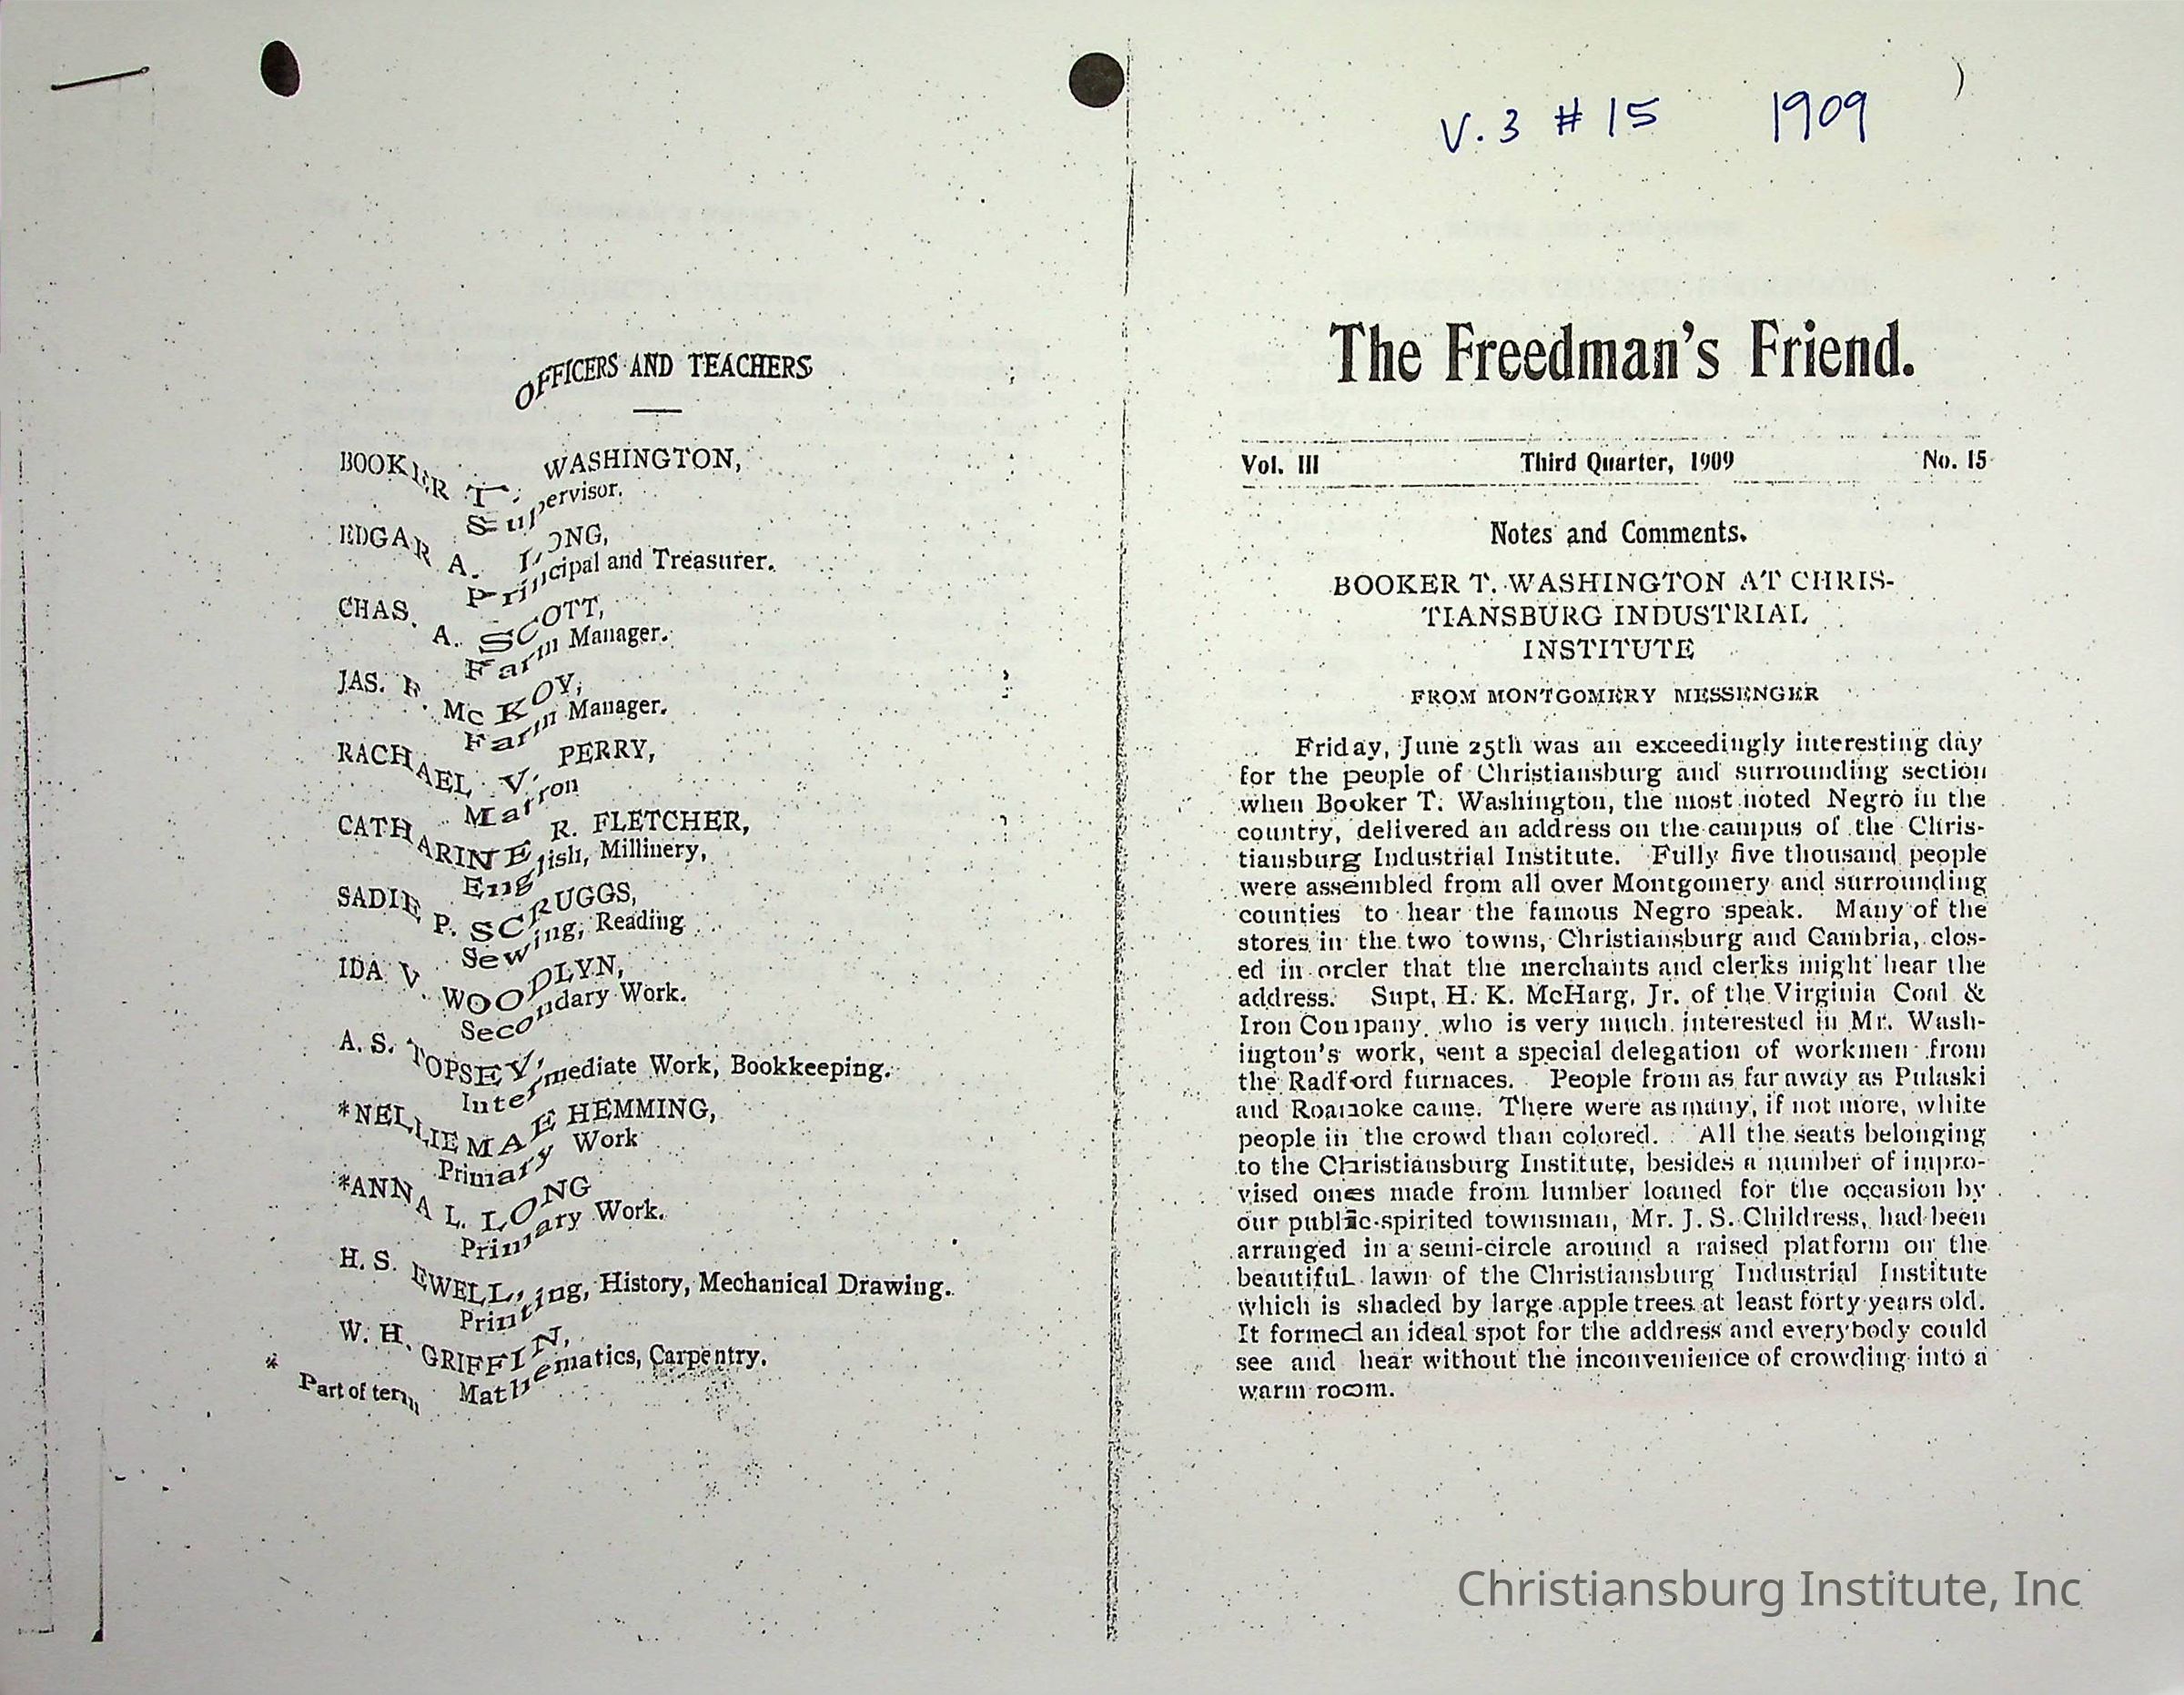 OFFICERS AND TEACHERS
BOOKER T. WASHINGTON,
Supervisor.
EDGAR A. LONG,
Principal and Treasurer.
CHAS. A. SCOTT,
Farm Manager.
JAS. F. McKOY,
Farm Manager.
RACHAEL V. PERRY,
Matron
CATHARINE R. FLETCHER,
English, Millinery,
SADIE P. SCRUGGS,
Sewing, Reading
IDA V. WOODLYN,
Secondary Work.
A. S. TOPSEY,
Intermediate Work, Bookkeeping.
*NELLIE MAE HEMMING,
Primary Work
*ANNA L. LONG
Primary Work.
H. S. EWELL,
Printing, History, Mechanical Drawing.
W. H. GRIFFIN,
Mathematics, Carpentry.
* Part of term
V. 3 # 15 1909
The Freedman's Friend.
Vol. III Third Quarter, 1909 No. 15
Notes and Comments.
BOOKER T. WASHINGTON AT CHRIS-
TIANSBURG INDUSTRIAL
INSTITUTE
FROM MONTGOMERY MESSENGER
Friday, June 25th was an exceedingly interesting day
for the people of Christiansburg and surrounding section
when Booker T. Washington, the most noted Negro in the
country, delivered an address on the campus of the Chris-
tiansburg Industrial Institute. Fully five thousand people
were assembled from all over Montgomery and surrounding
counties to hear the famous Negro speak. Many of the
stores in the two towns, Christiansburg and Cambria, clos-
ed in order that the merchants and clerks might hear the
address. Supt, H. K. McHarg, Jr. of the Virginia Coal &
Iron Company, who is very much interested in Mr. Wash-
ington's work, sent a special delegation of workmen from
the Radford furnaces. People from as far away as Pulaski
and Roanoke came. There were as many, if not more, white
people in the crowd than colored. All the seats belonging
to the Christiansburg Institute, besides a number of impro-
vised ones made from lumber loaned for the occasion by
our public-spirited townsman, Mr. J. S. Childress, had been
arranged in a semi-circle around a raised platform on the
beautiful lawn of the Christiansburg Industrial Institute
which is shaded by large apple trees at least forty years old.
It formed an ideal spot for the address and everybody could
see and hear without the inconvenience of crowding into a
warm room.
Christiansburg Institute, Inc